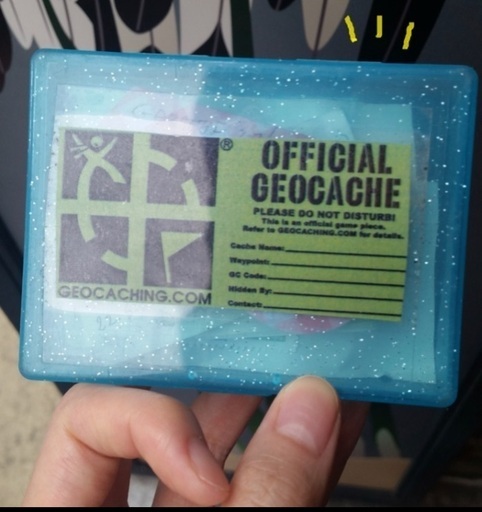 ®
OFFICIAL
GEOCACHE
PLEASE DO NOT DISTURB!
This is an official game piece.
Refer to GEOCACHING.COM for details.
Cache Name:
Waypoint:
GC Code:
Hidden By:
Contact:
GEOCACHING.COM